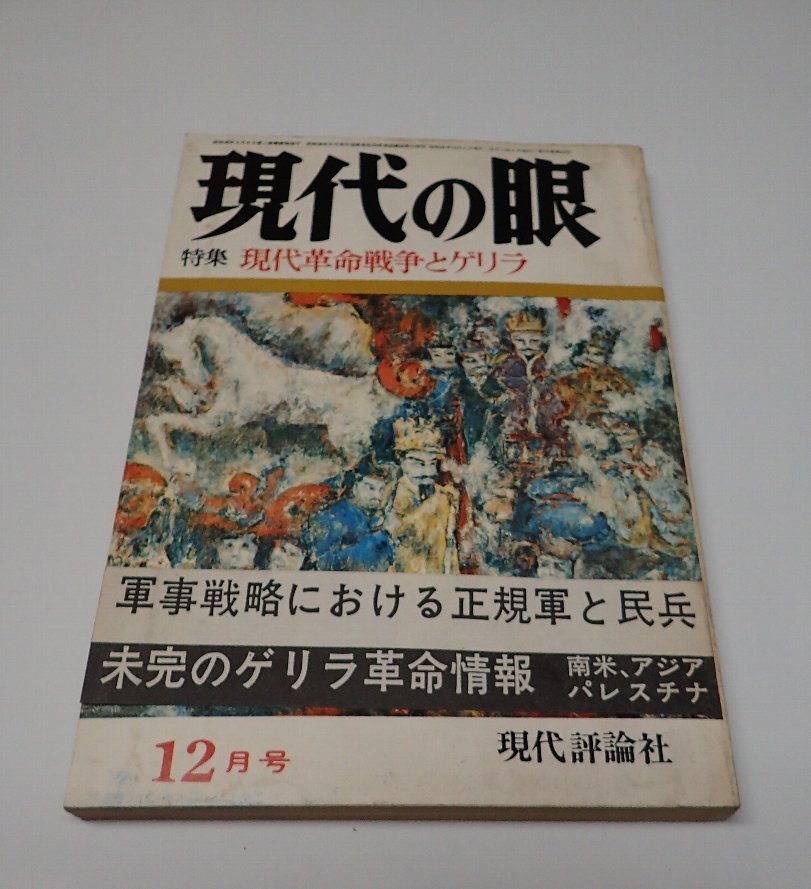 現代の眼
特集 現代革命戦争とゲリラ
軍事戦略における正規軍と民兵
未完のゲリラ革命情報 南米、アジア
パレスチナ
12月号
現代評論社